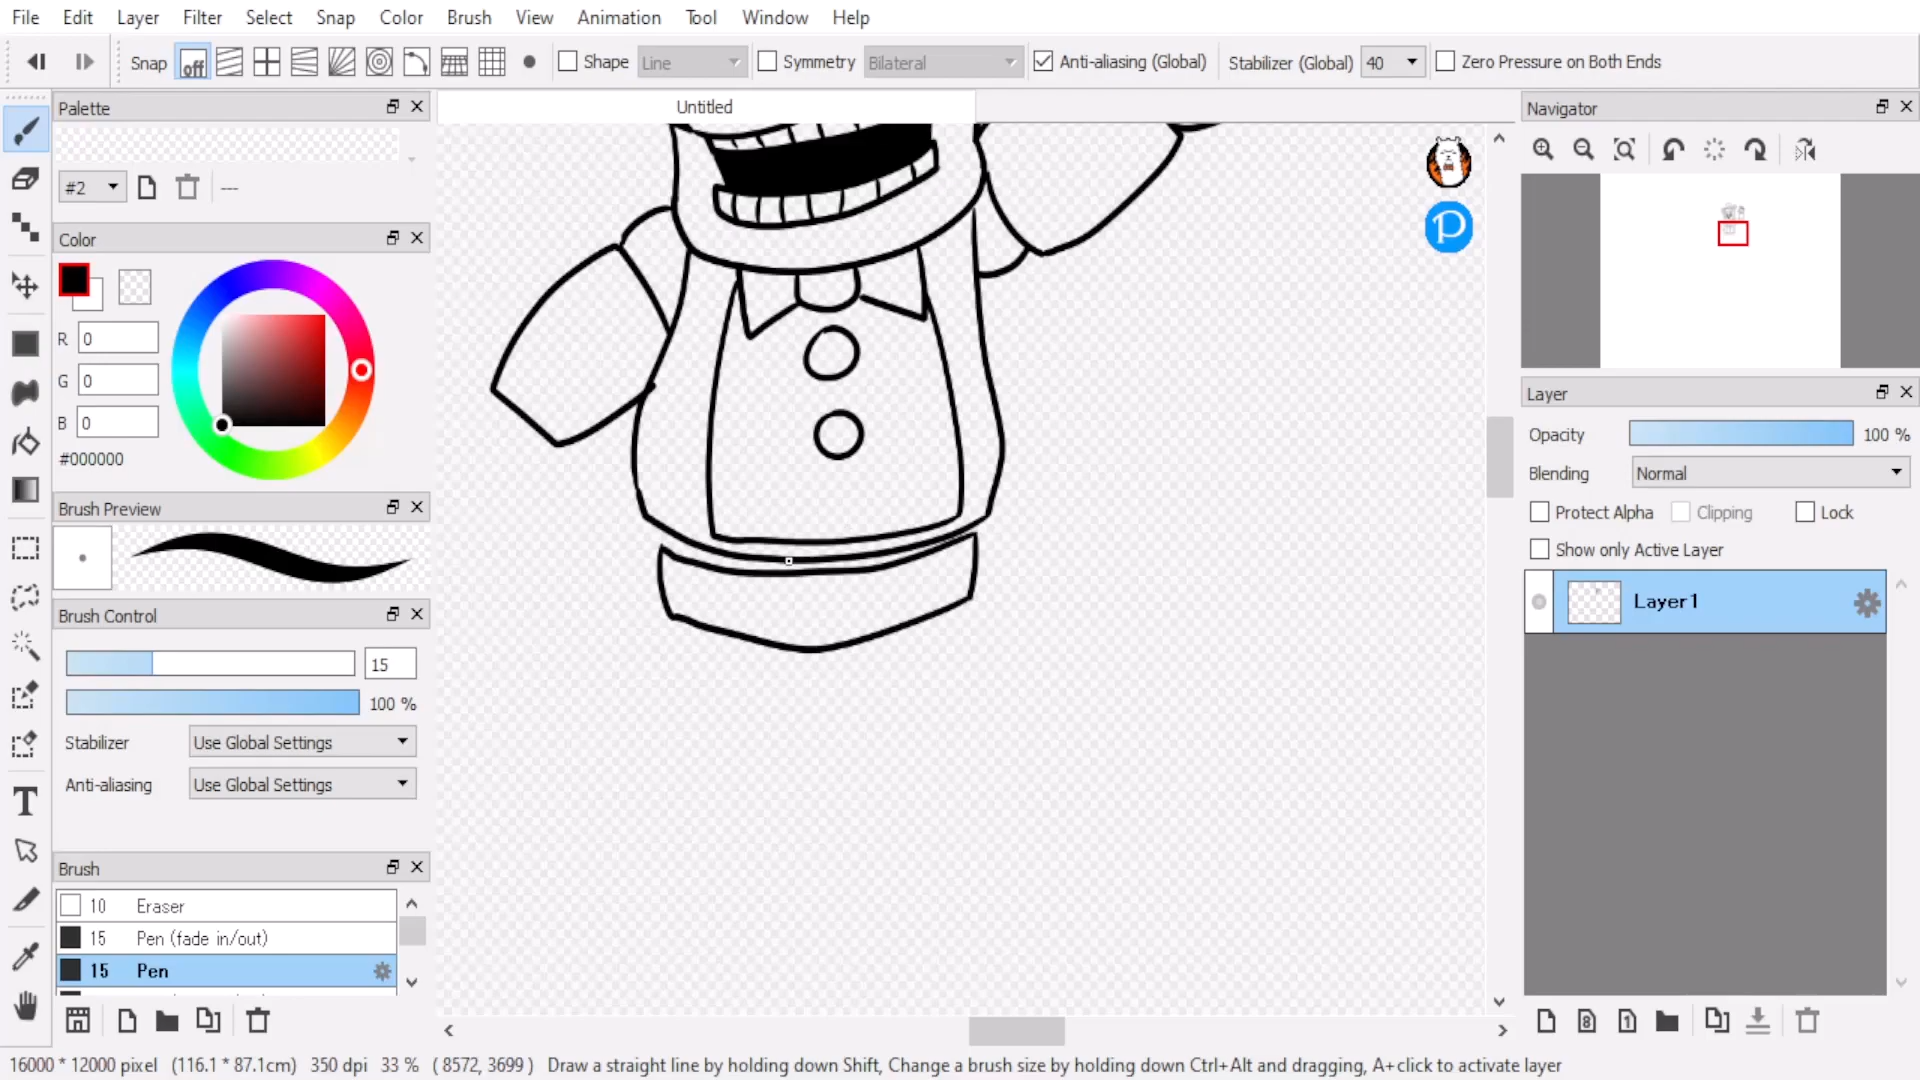 File Edit Layer Filter Select Snap Color Brush View Animation Tool Window Help
Snap off Shape Line Symmetry Bilateral Anti-aliasing (Global) Stabilizer (Global) 40 Zero Pressure on Both Ends
Palette
#2 ---
Color
R 0
G 0
B 0
#000000
Brush Preview
Brush Control
15
100 %
Stabilizer Use Global Settings
Anti-aliasing Use Global Settings
Brush
10 Eraser
15 Pen (fade in/out)
15 Pen
Untitled
P
Navigator
Layer
Opacity 100 %
Blending Normal
Protect Alpha Clipping Lock
Show only Active Layer
Layer1
8 1
T
16000 * 12000 pixel (116.1 * 87.1cm) 350 dpi 33 % ( 8572, 3699 ) Draw a straight line by holding down Shift, Change a brush size by holding down Ctrl+Alt and dragging, A+click to activate layer